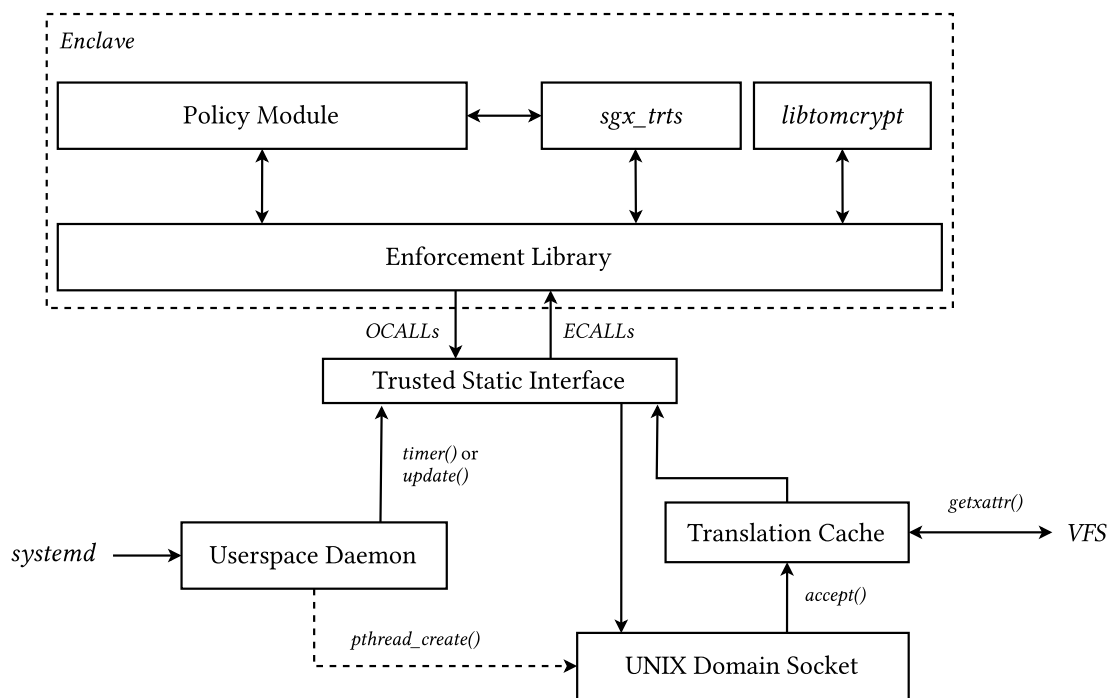 Enclave
Policy Module
sgx_trts
libtomcrypt
Enforcement Library
OCALLs
ECALLs
Trusted Static Interface
timer() or
update()
getxattr()
systemd
Userspace Daemon
Translation Cache
VFS
accept()
pthread_create()
UNIX Domain Socket